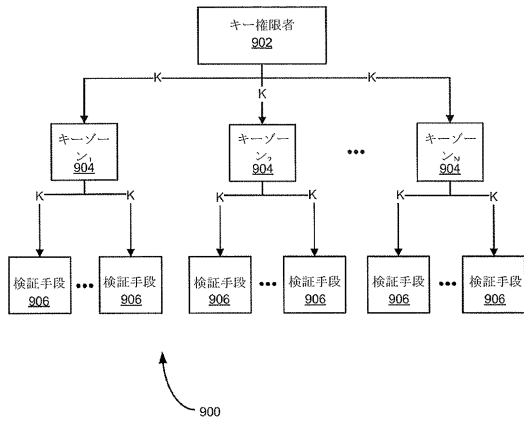 キー権限者
902
K K
K
キーゾー
ン₁
904
キーゾー
ン₂
904
•••
キーゾー
ン_N
904
K K K K K K
検証手段
906
•••
検証手段
906
検証手段
906
•••
検証手段
906
検証手段
906
•••
検証手段
906
900